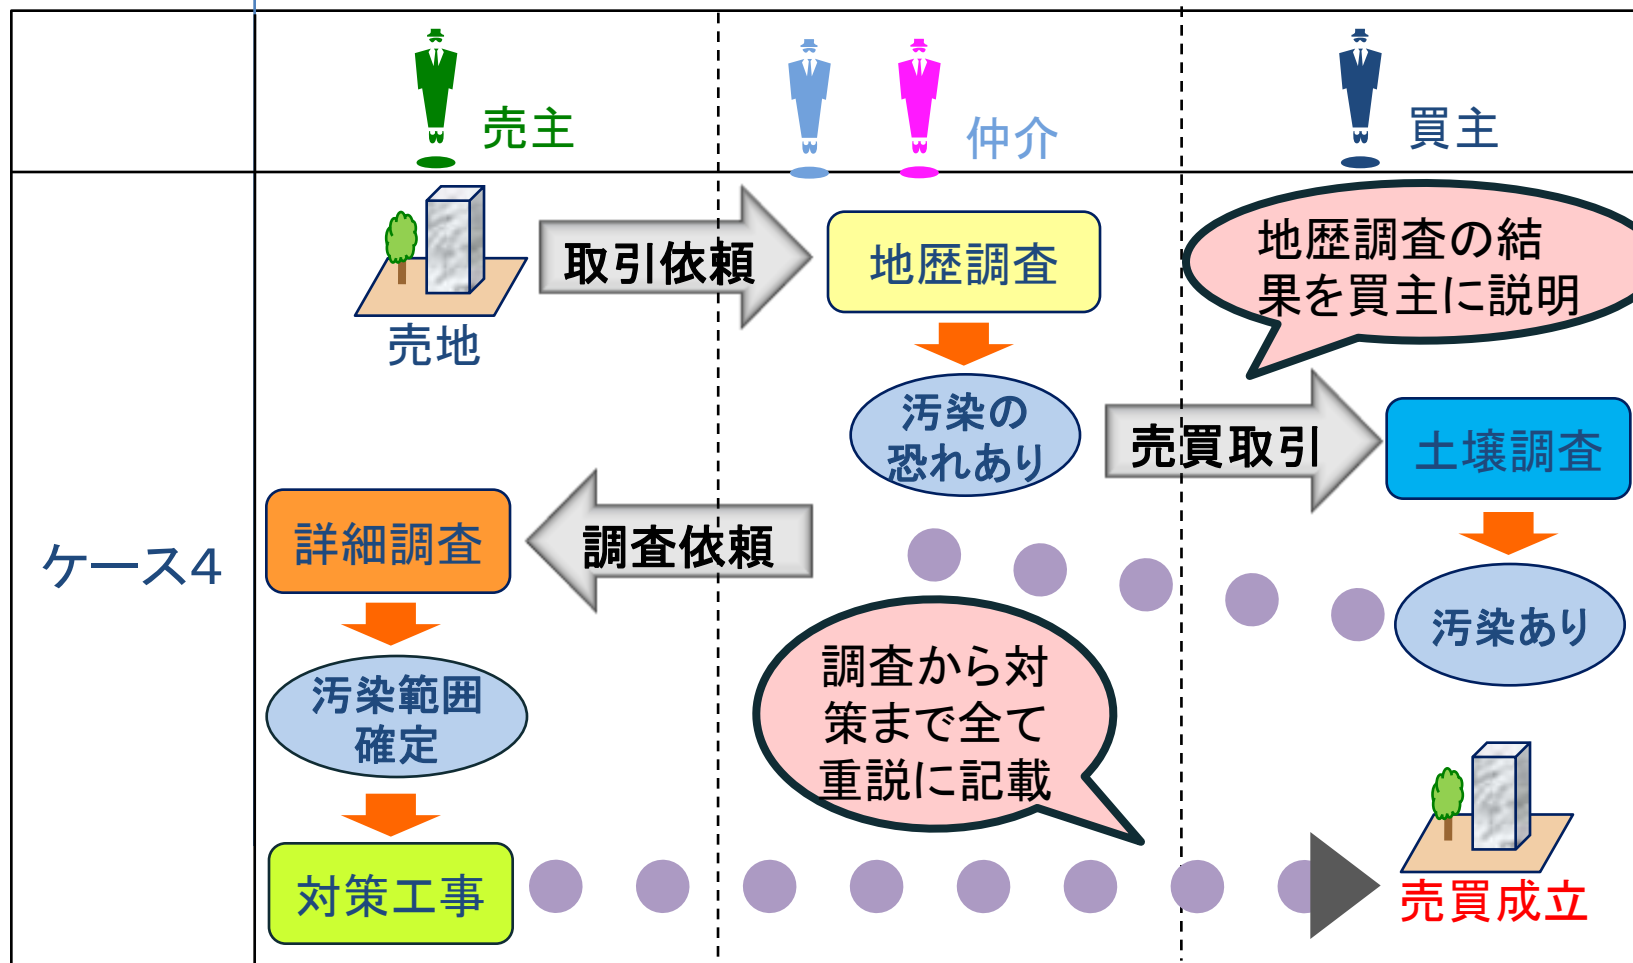 売主
仲介
買主
ケース4
売地
取引依頼
地歴調査
地歴調査の結
果を買主に説明
汚染の
恐れあり
売買取引
土壌調査
汚染あり
調査依頼
詳細調査
汚染範囲
確定
対策工事
調査から対
策まで全て
重説に記載
売買成立